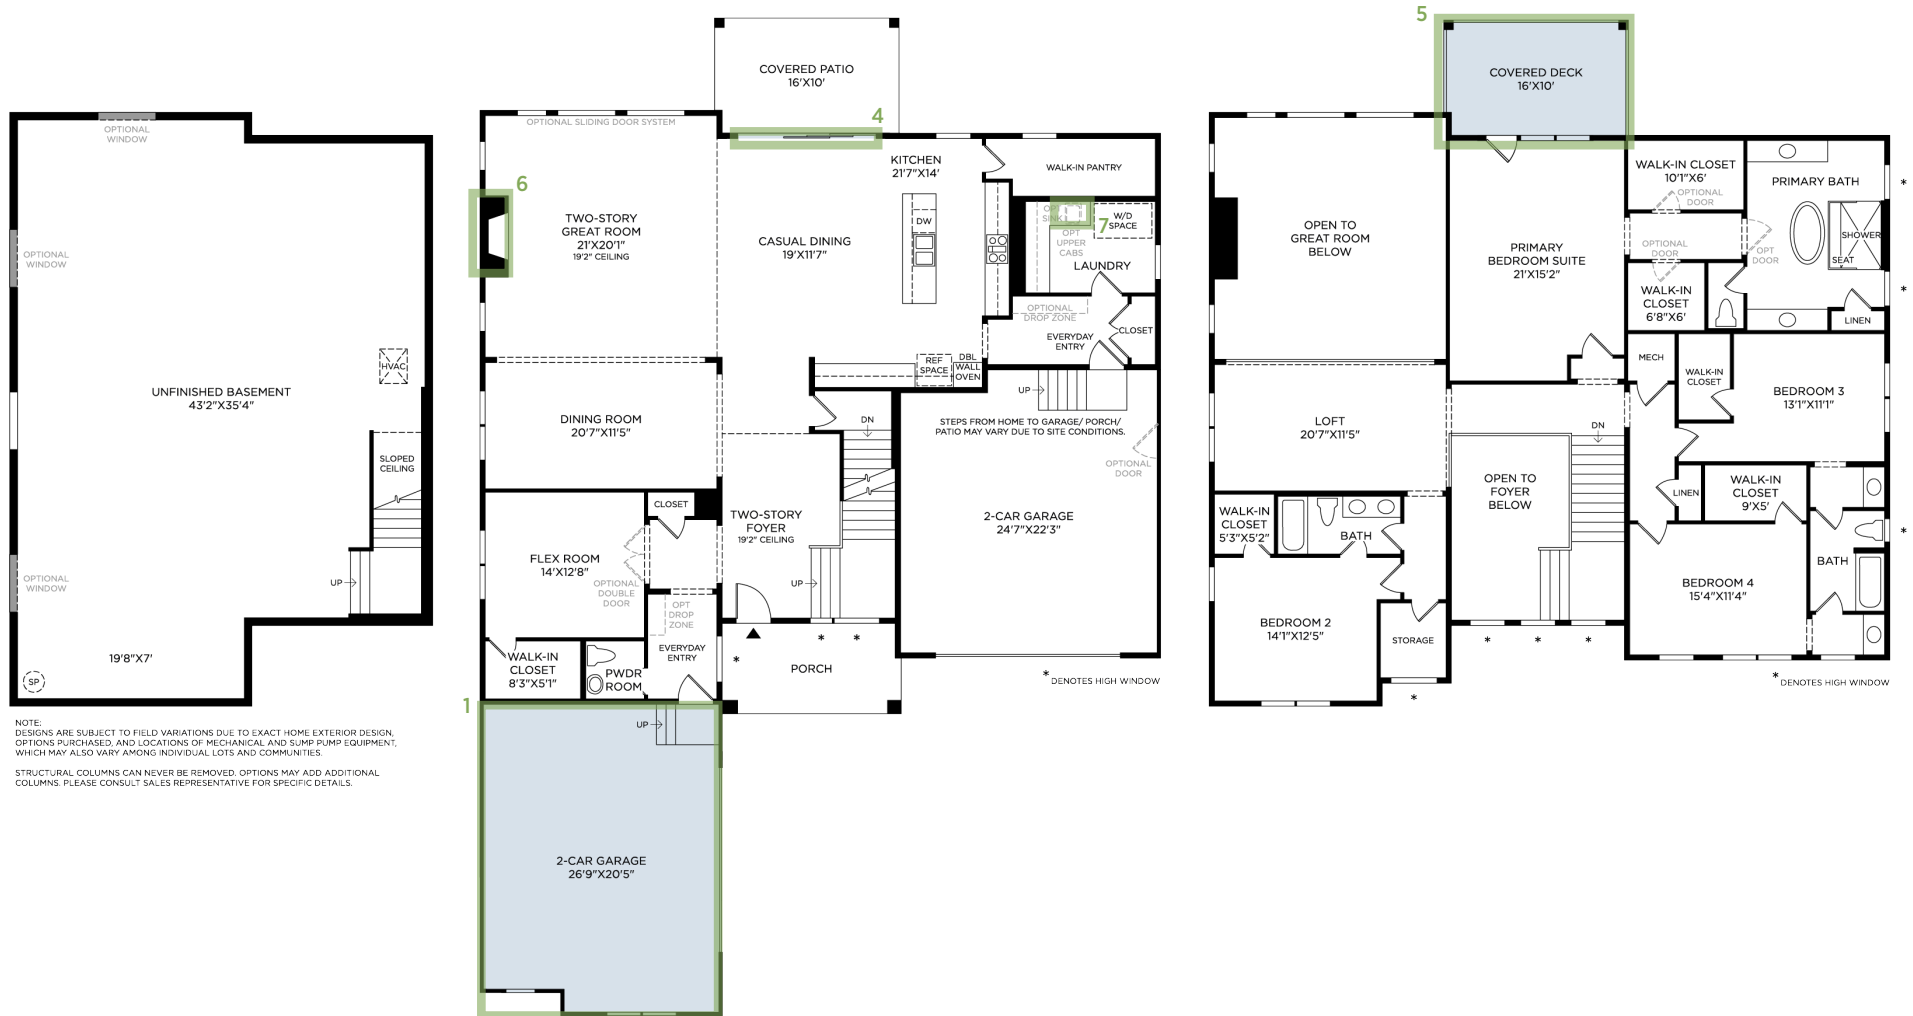 OPTIONAL
WINDOW
OPTIONAL
WINDOW
HVAC
UNFINISHED BASEMENT
43'2"X35'4"
SLOPED
CEILING
OPTIONAL
WINDOW
UP
19'8"X7'
SP
NOTE:
DESIGNS ARE SUBJECT TO FIELD VARIATIONS DUE TO EXACT HOME EXTERIOR DESIGN,
OPTIONS PURCHASED, AND LOCATIONS OF MECHANICAL AND SUMP PUMP EQUIPMENT,
WHICH MAY ALSO VARY AMONG INDIVIDUAL LOTS AND COMMUNITIES.
STRUCTURAL COLUMNS CAN NEVER BE REMOVED. OPTIONS MAY ADD ADDITIONAL
COLUMNS. PLEASE CONSULT SALES REPRESENTATIVE FOR SPECIFIC DETAILS.
COVERED PATIO
16'X10'
OPTIONAL SLIDING DOOR SYSTEM
4
KITCHEN
21'7"X14'
WALK-IN PANTRY
6
TWO-STORY
GREAT ROOM
21'X20'1"
19'2" CEILING
CASUAL DINING
19'X11'7"
DW
OPT
SINK
7
W/D
SPACE
OPT
UPPER
CABS
LAUNDRY
OPTIONAL
DROP ZONE
EVERYDAY
ENTRY
CLOSET
REF
SPACE
DBL
WALL
OVEN
UP
DINING ROOM
20'7"X11'5"
DN
STEPS FROM HOME TO GARAGE/ PORCH/
PATIO MAY VARY DUE TO SITE CONDITIONS.
OPTIONAL
DOOR
CLOSET
TWO-STORY
FOYER
19'2" CEILING
2-CAR GARAGE
24'7"X22'3"
FLEX ROOM
14'X12'8"
OPTIONAL
DOUBLE
DOOR
UP
OPT
DROP
ZONE
EVERYDAY
ENTRY
*
*
*
WALK-IN
CLOSET
8'3"X5'1"
PWDR
ROOM
PORCH
*DENOTES HIGH WINDOW
1
UP
2-CAR GARAGE
26'9"X20'5"
5
COVERED DECK
16'X10'
WALK-IN CLOSET
10'1"X6'
OPTIONAL
DOOR
PRIMARY BATH
*
OPEN TO
GREAT ROOM
BELOW
PRIMARY
BEDROOM SUITE
21'X15'2"
OPTIONAL
DOOR
OPT
DOOR
SHOWER
SEAT
WALK-IN
CLOSET
6'8"X6'
*
LINEN
MECH
WALK-IN
CLOSET
BEDROOM 3
13'1"X11'1"
LOFT
20'7"X11'5"
DN
OPEN TO
FOYER
BELOW
LINEN
WALK-IN
CLOSET
9'X5'
WALK-IN
CLOSET
5'3"X5'2"
BATH
*
BATH
BEDROOM 4
15'4"X11'4"
BEDROOM 2
14'1"X12'5"
STORAGE
*
*
*
*
*DENOTES HIGH WINDOW